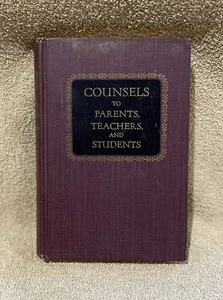 COUNSELS
TO
PARENTS,
TEACHERS,
AND
STUDENTS